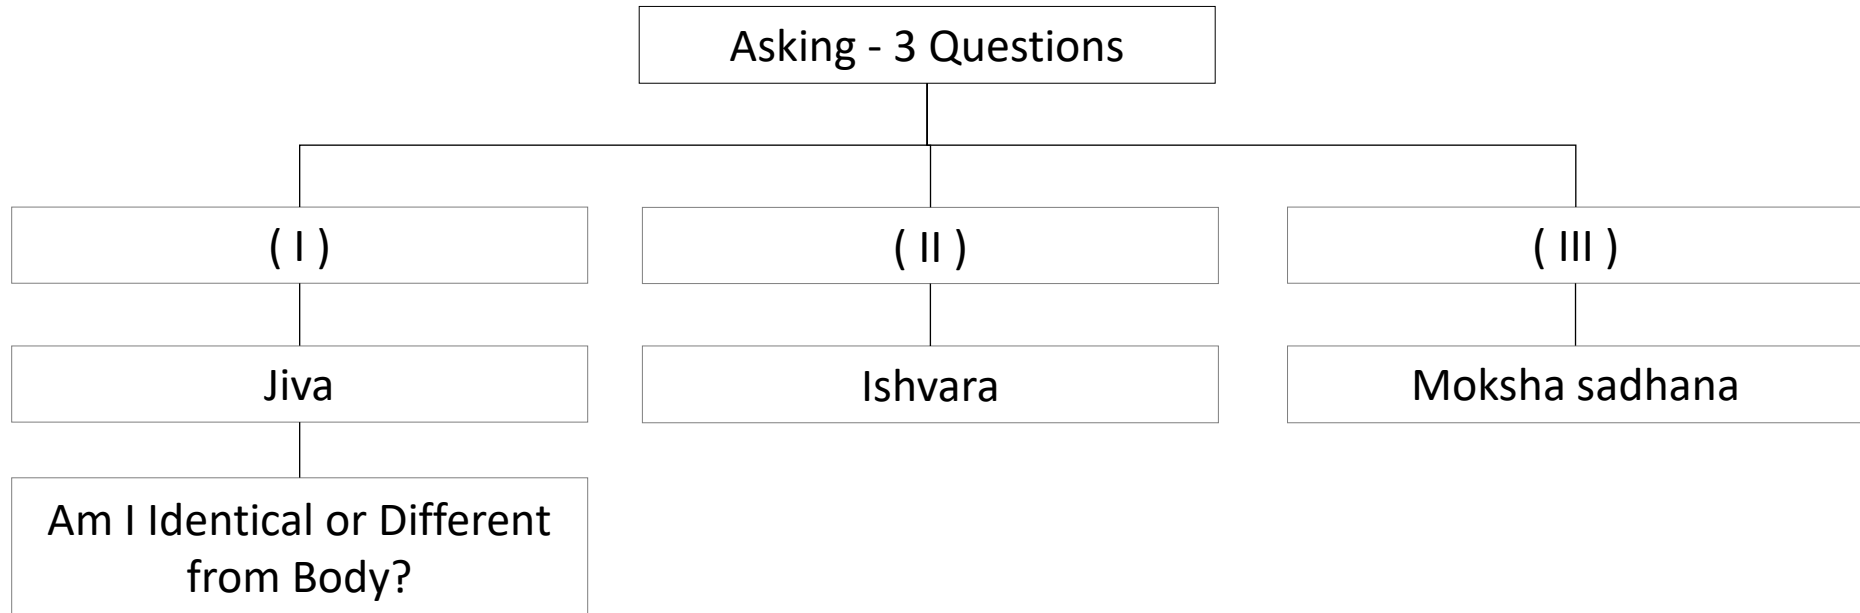 Asking - 3 Questions
( I )
( II )
( III )
Jiva
Ishvara
Moksha sadhana
Am I Identical or Different
from Body?